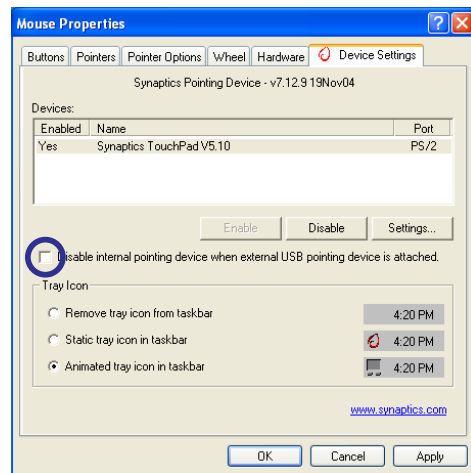 Mouse Properties
Buttons Pointers Pointer Options Wheel Hardware Device Settings
Synaptics Pointing Device - v7.12.9 19Nov04
Devices:
Enabled Name Port
Yes Synaptics TouchPad V5.10 PS/2
Enable Disable Settings...
Disable internal pointing device when external USB pointing device is attached.
Tray Icon
Remove tray icon from taskbar 4:20 PM
Static tray icon in taskbar 4:20 PM
Animated tray icon in taskbar 4:20 PM
www.synaptics.com
OK Cancel Apply